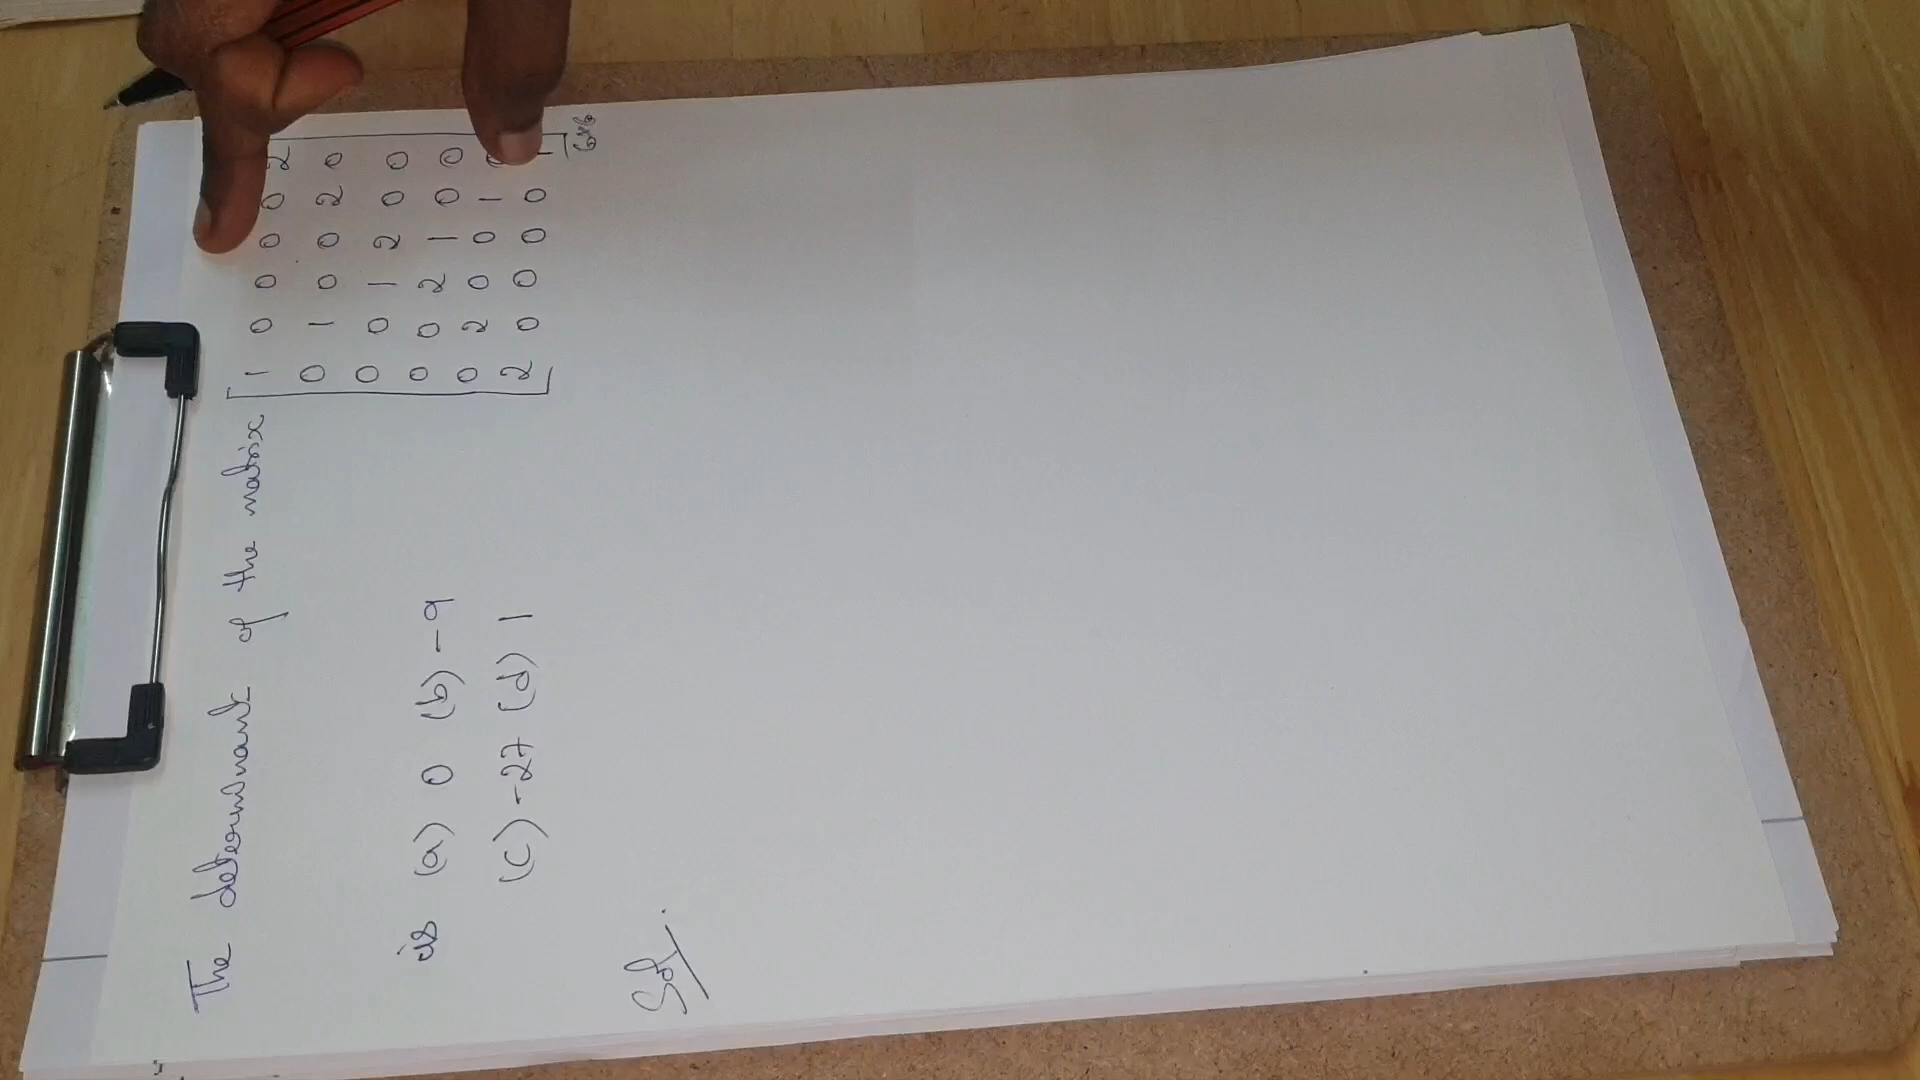 The determinant of the matrix
1 0 0 0 0 2
0 1 0 0 2 0
0 0 1 2 0 0
0 0 2 1 0 0
0 2 0 0 1 0
2 0 0 0 0 1
6x6
is (a) 0 (b) -9
(c) -27 (d) 1
Sol.